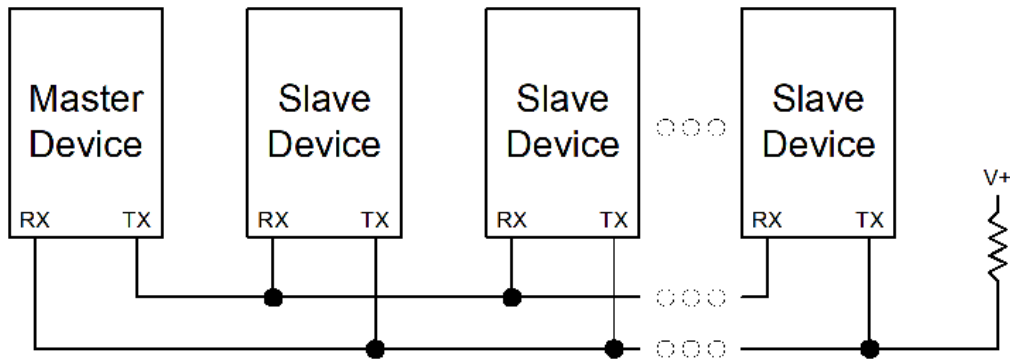 Master
Device
Slave
Device
Slave
Device
Slave
Device
RX TX
RX TX
RX TX
RX TX
V+